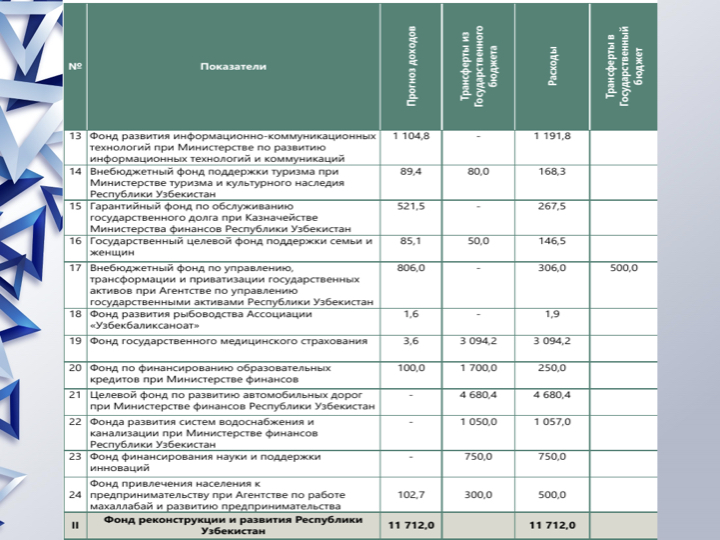 № Показатели Прогноз доходов Трансферты из Государственного бюджета Расходы Трансферты в Государственный бюджет
13 Фонд развития информационно-коммуникационных 1 104,8 - 1 191,8
технологий при Министерстве по развитию
информационных технологий и коммуникаций
14 Внебюджетный фонд поддержки туризма при 89,4 80,0 168,3
Министерстве туризма и культурного наследия
Республики Узбекистан
15 Гарантийный фонд по обслуживанию 521,5 - 267,5
государственного долга при Казначействе
Министерства финансов Республики Узбекистан
16 Государственный целевой фонд поддержки семьи и 85,1 50,0 146,5
женщин
17 Внебюджетный фонд по управлению, 806,0 - 306,0 500,0
трансформации и приватизации государственных
активов при Агентстве по управлению
государственными активами Республики Узбекистан
18 Фонд развития рыбоводства Ассоциации 1,6 - 1,9
«Узбекбаликсаноат»
19 Фонд государственного медицинского страхования 3,6 3 094,2 3 094,2
20 Фонд по финансированию образовательных 100,0 1 700,0 250,0
кредитов при Министерстве финансов
21 Целевой фонд по развитию автомобильных дорог - 4 680,4 4 680,4
при Министерстве финансов Республики Узбекистан
22 Фонда развития систем водоснабжения и - 1 050,0 1 057,0
канализации при Министерстве финансов
Республики Узбекистан
23 Фонд финансирования науки и поддержки - 750,0 750,0
инноваций
Фонд привлечения населения к
24 предпринимательству при Агентстве по работе 102,7 300,0 500,0
махаллабай и развитию предпринимательства
II Фонд реконструкции и развития Республики 11 712,0 11 712,0
Узбекистан